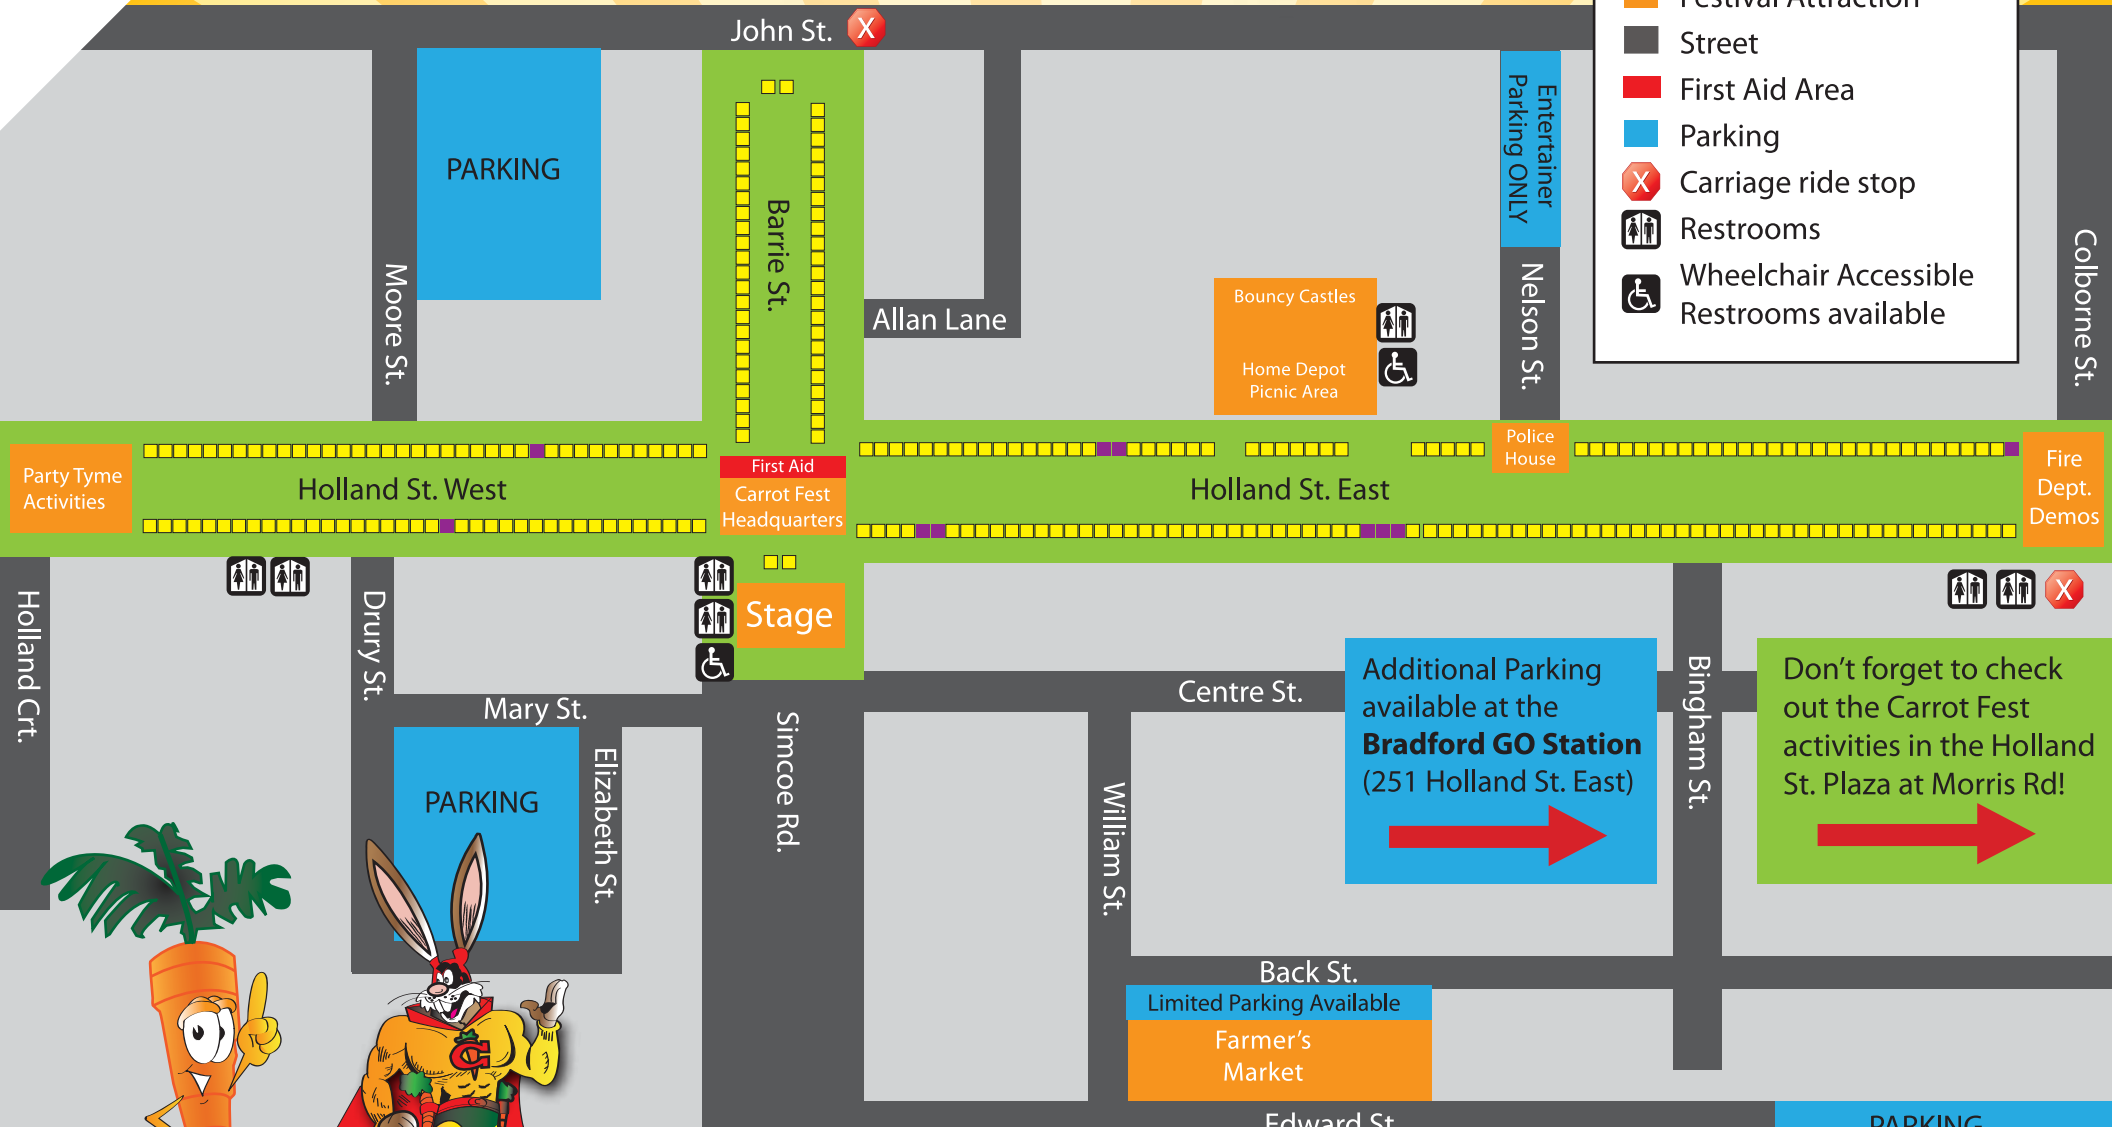 John St.
X
Festival Attraction
Street
First Aid Area
Parking
X
Carriage ride stop
Restrooms
Wheelchair Accessible
Restrooms available
PARKING
Entertainer
Parking ONLY
Barrie St.
Moore St.
Allan Lane
Bouncy Castles
Home Depot
Picnic Area
Nelson St.
Colborne St.
Party Tyme
Activities
Holland St. West
First Aid
Carrot Fest
Headquarters
Holland St. East
Police
House
Fire
Dept.
Demos
Holland Crt.
Drury St.
Stage
X
Mary St.
Simcoe Rd.
Centre St.
Additional Parking
available at the
Bradford GO Station
(251 Holland St. East)
Bingham St.
Don't forget to check
out the Carrot Fest
activities in the Holland
St. Plaza at Morris Rd!
PARKING
Elizabeth St.
William St.
Back St.
Limited Parking Available
Farmer's
Market
C
Edward St.
PARKING